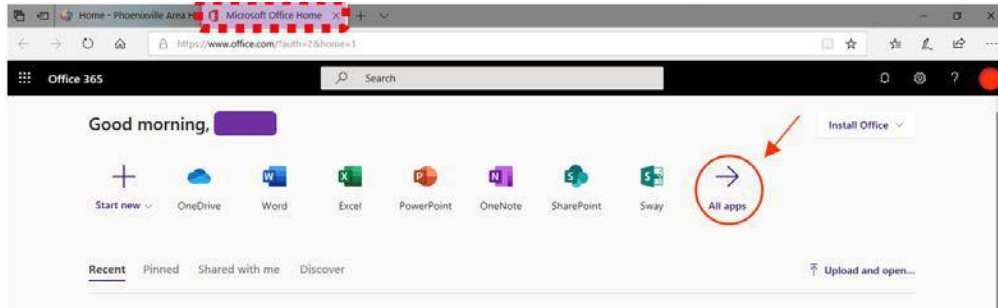 Home - Phoenixville Area H
Microsoft Office Home
https://www.office.com/?auth=2&home=1
Office 365
Search
Good morning,
Install Office
Start new
OneDrive
Word
Excel
PowerPoint
OneNote
SharePoint
Sway
All apps
Recent
Pinned
Shared with me
Discover
Upload and open...